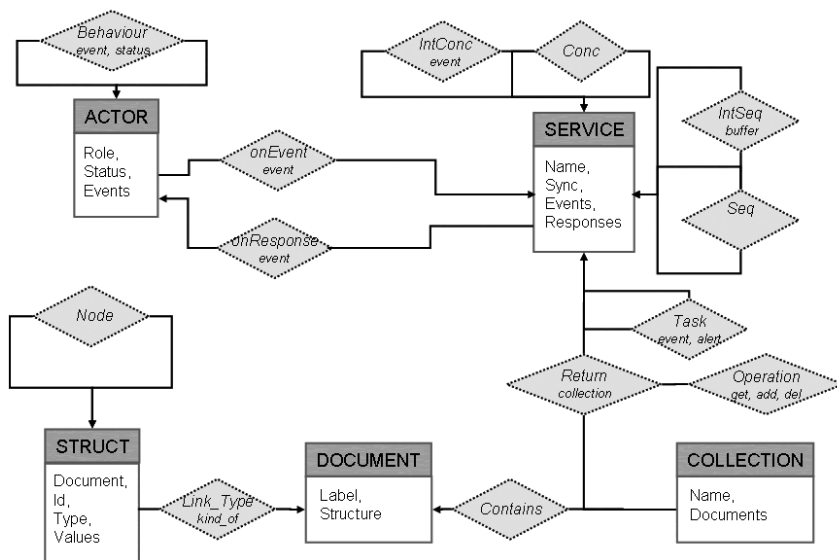 Behaviour
event, status
IntConc
event
Conc
ACTOR
Role,
Status,
Events
onEvent
event
onResponse
event
SERVICE
Name,
Sync,
Events,
Responses
IntSeq
buffer
Seq
Node
Task
event, alert
Return
collection
Operation
get, add, del
STRUCT
Document,
Id,
Type,
Values
Link_Type
kind_of
DOCUMENT
Label,
Structure
Contains
COLLECTION
Name,
Documents